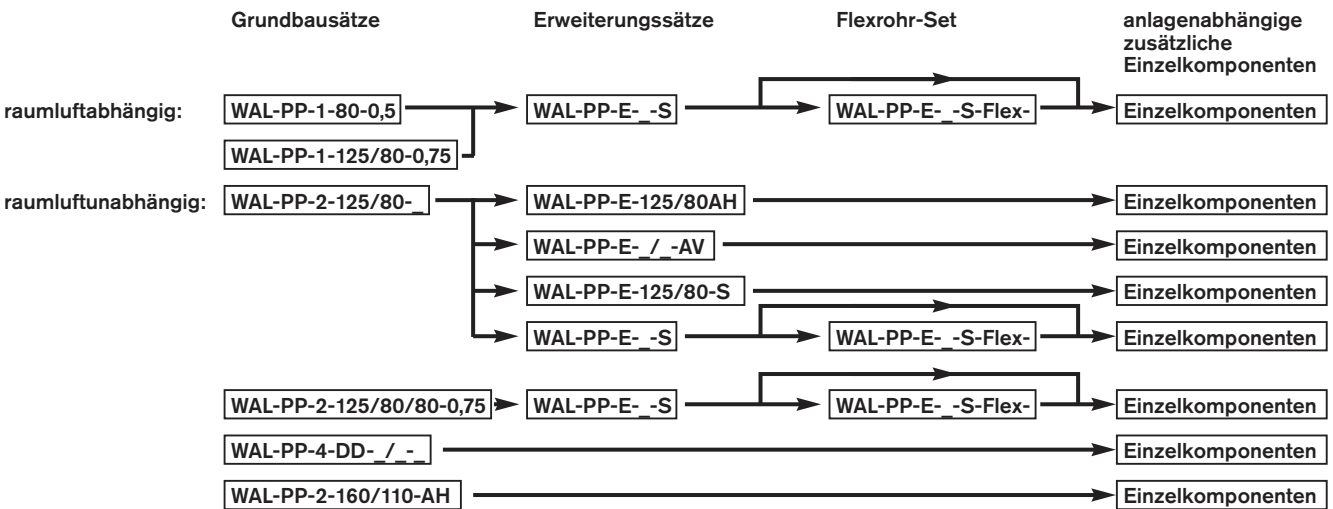 Grundbausätze Erweiterungssätze Flexrohr-Set anlagenabhängige
zusätzliche
Einzelkomponenten
raumluftabhängig: WAL-PP-1-80-0,5 WAL-PP-E-_-S WAL-PP-E-_-S-Flex- Einzelkomponenten
WAL-PP-1-125/80-0,75
raumluftunabhängig: WAL-PP-2-125/80-_ WAL-PP-E-125/80AH Einzelkomponenten
WAL-PP-E-_/_-AV Einzelkomponenten
WAL-PP-E-125/80-S Einzelkomponenten
WAL-PP-E-_-S WAL-PP-E-_-S-Flex- Einzelkomponenten
WAL-PP-2-125/80/80-0,75 WAL-PP-E-_-S WAL-PP-E-_-S-Flex- Einzelkomponenten
WAL-PP-4-DD-_/_-_ Einzelkomponenten
WAL-PP-2-160/110-AH Einzelkomponenten